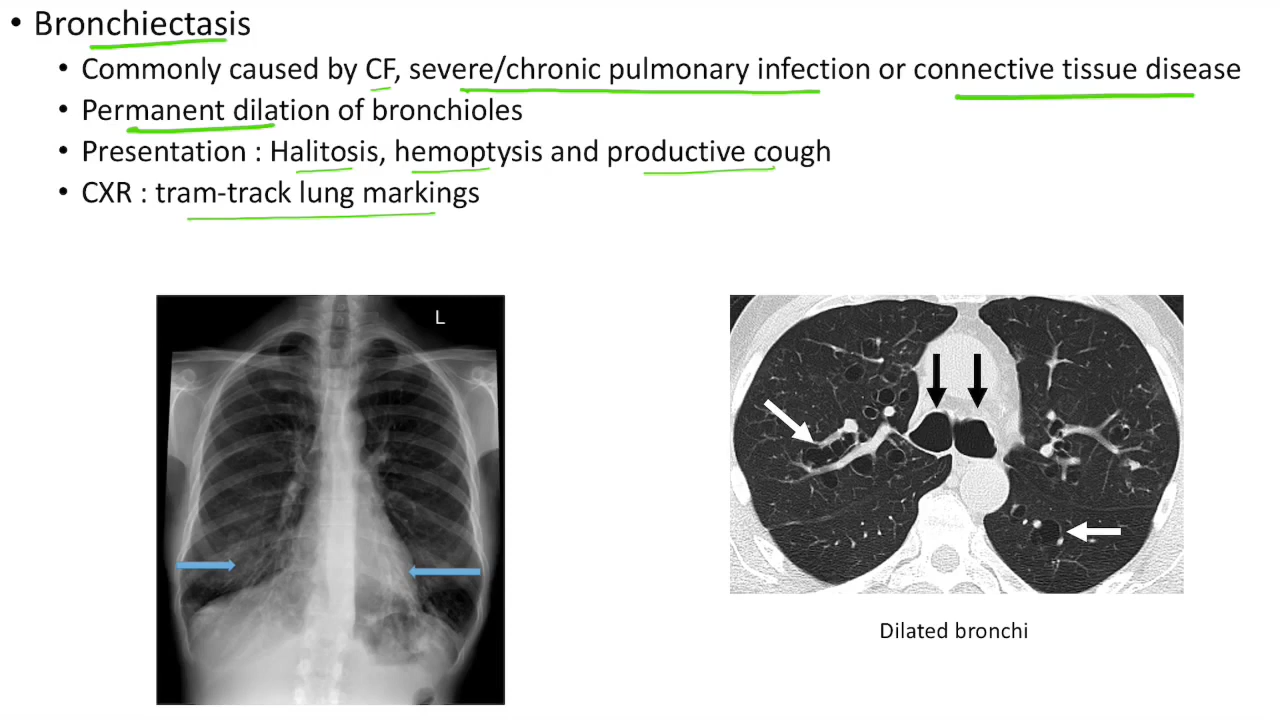 • Bronchiectasis
• Commonly caused by CF, severe/chronic pulmonary infection or connective tissue disease
• Permanent dilation of bronchioles
• Presentation : Halitosis, hemoptysis and productive cough
• CXR : tram-track lung markings
L
Dilated bronchi